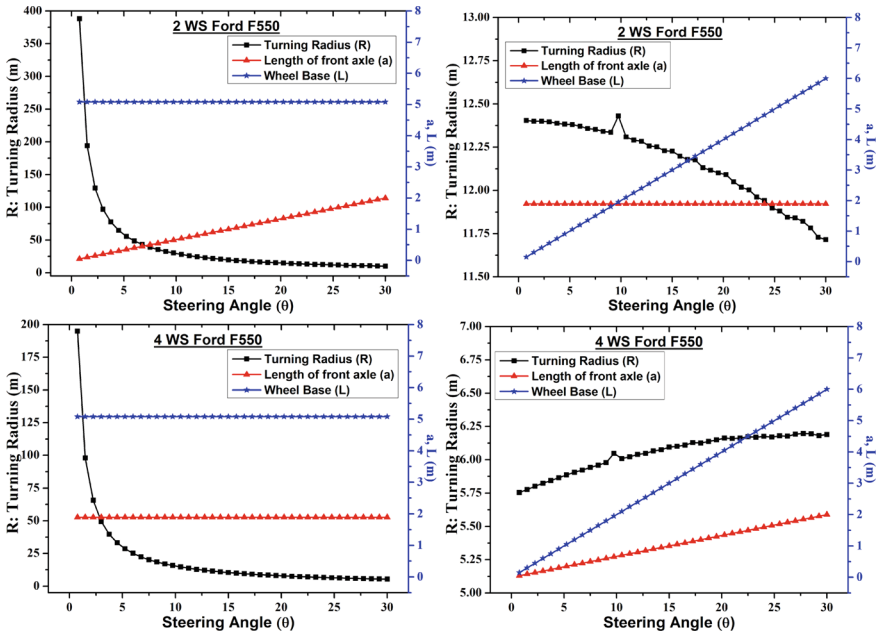 2 WS Ford F550
Turning Radius (R)
Length of front axle (a)
Wheel Base (L)
R: Turning Radius (m)
400
350
300
250
200
150
100
50
0
8
7
6
5
4
3
2
1
0
a, L (m)
0 5 10 15 20 25 30
Steering Angle (θ)
2 WS Ford F550
Turning Radius (R)
Length of front axle (a)
Wheel Base (L)
R: Turning Radius (m)
13.00
12.75
12.50
12.25
12.00
11.75
11.50
8
7
6
5
4
3
2
1
0
a, L (m)
0 5 10 15 20 25 30
Steering Angle (θ)
4 WS Ford F550
Turning Radius (R)
Length of front axle (a)
Wheel Base (L)
R: Turning Radius (m)
200
175
150
125
100
75
50
25
0
8
7
6
5
4
3
2
1
0
a, L (m)
0 5 10 15 20 25 30
Steering Angle (θ)
4 WS Ford F550
Turning Radius (R)
Length of front axle (a)
Wheel Base (L)
R: Turning Radius (m)
7.00
6.75
6.50
6.25
6.00
5.75
5.50
5.25
5.00
8
7
6
5
4
3
2
1
0
a, L (m)
0 5 10 15 20 25 30
Steering Angle (θ)